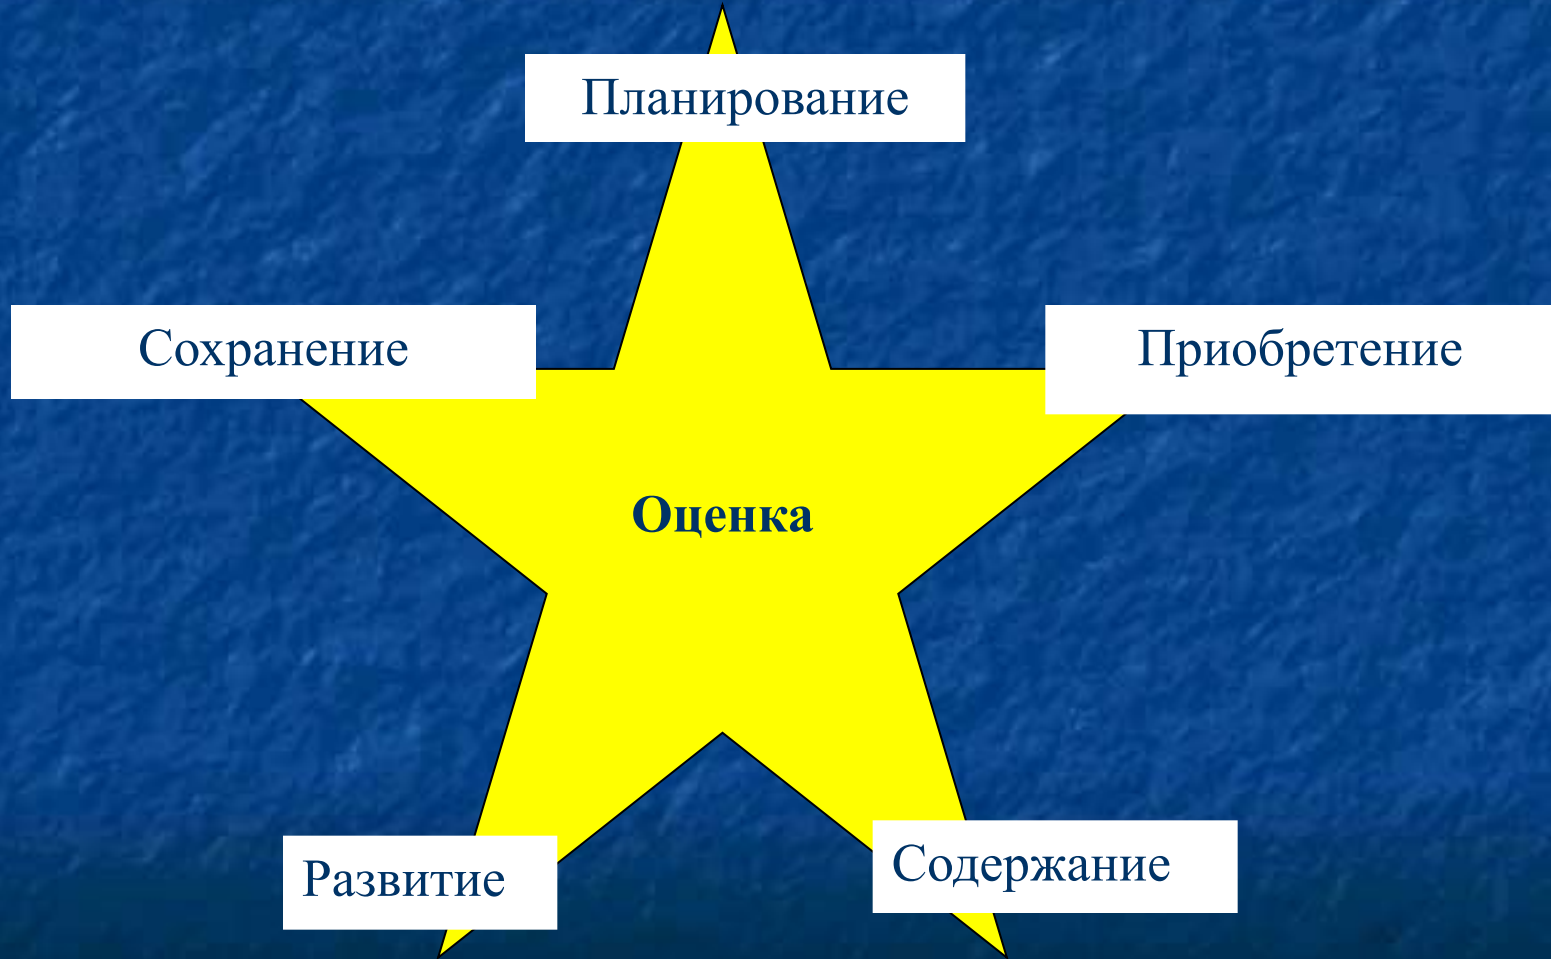 Планирование
Сохранение
Приобретение
Оценка
Развитие
Содержание